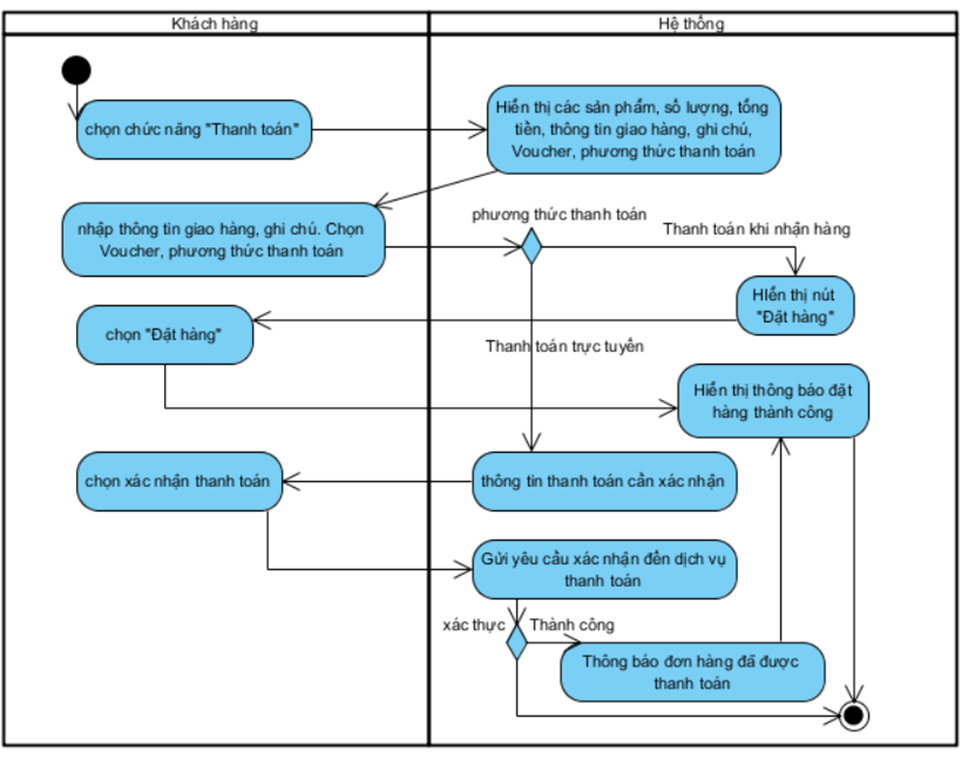 Khách hàng
Hệ thống
chọn chức năng "Thanh toán"
Hiển thị các sản phẩm, số lượng, tổng
tiền, thông tin giao hàng, ghi chú,
Voucher, phương thức thanh toán
nhập thông tin giao hàng, ghi chú. Chọn
Voucher, phương thức thanh toán
phương thức thanh toán
Thanh toán khi nhận hàng
HIển thị nút
"Đặt hàng"
chọn "Đặt hàng"
Thanh toán trực tuyến
Hiển thị thông báo đặt
hàng thành công
chọn xác nhận thanh toán
thông tin thanh toán cần xác nhận
Gửi yêu cầu xác nhận đến dịch vụ
thanh toán
xác thực
Thành công
Thông báo đơn hàng đã được
thanh toán